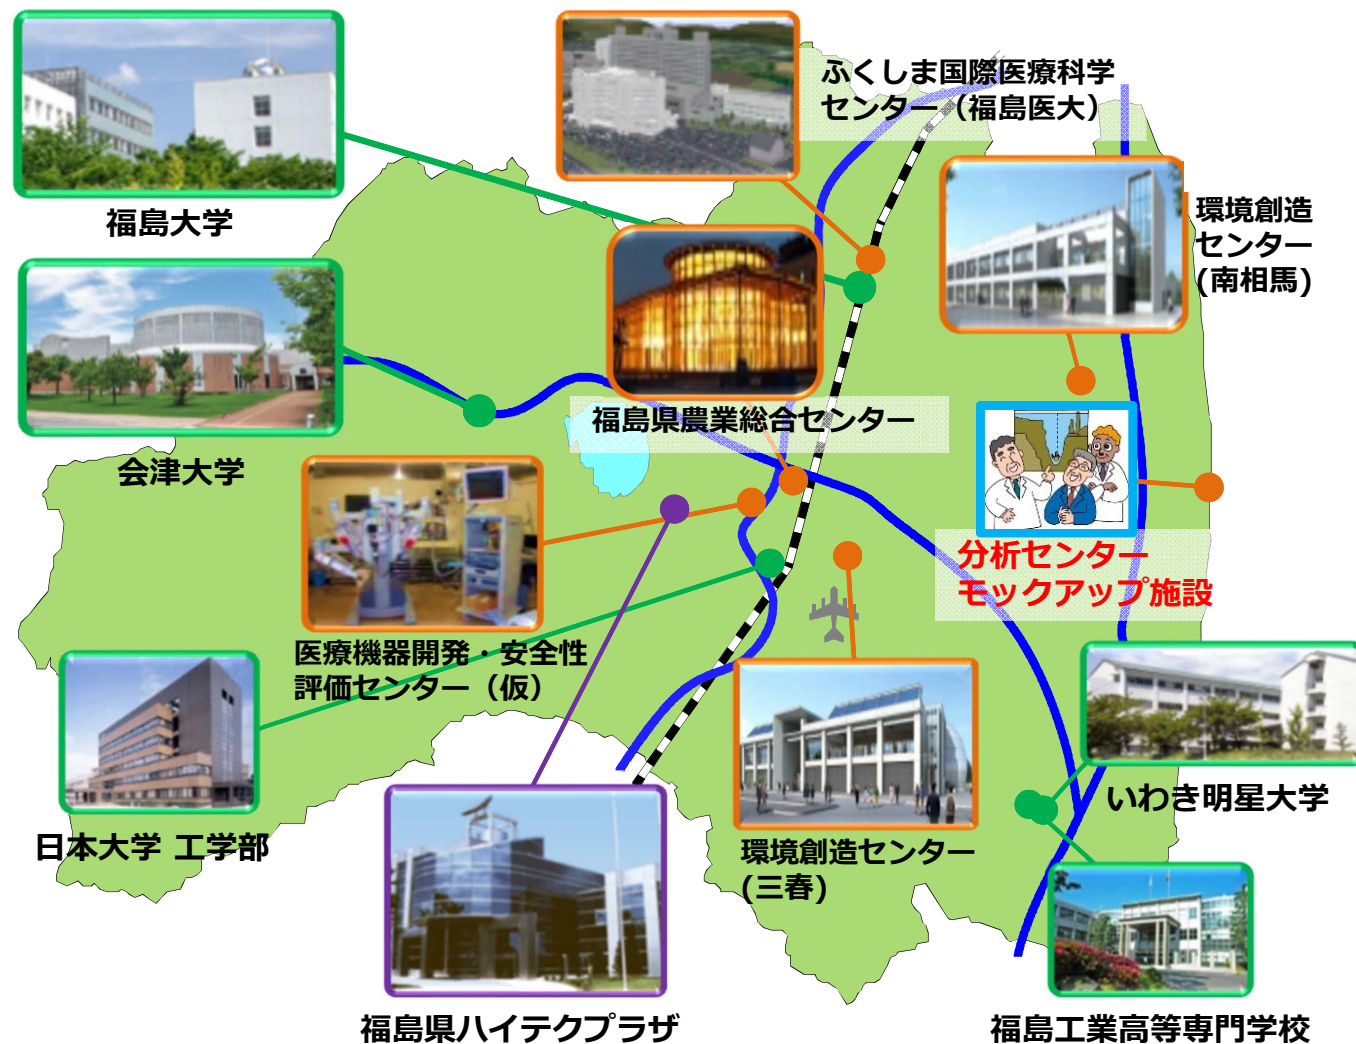 ふくしま国際医療科学
センター（福島医大）
福島大学
環境創造
センター
(南相馬)
福島県農業総合センター
会津大学
分析センター
モックアップ施設
医療機器開発・安全性
評価センター（仮）
いわき明星大学
日本大学 工学部
環境創造センター
(三春)
福島県ハイテクプラザ
福島工業高等専門学校